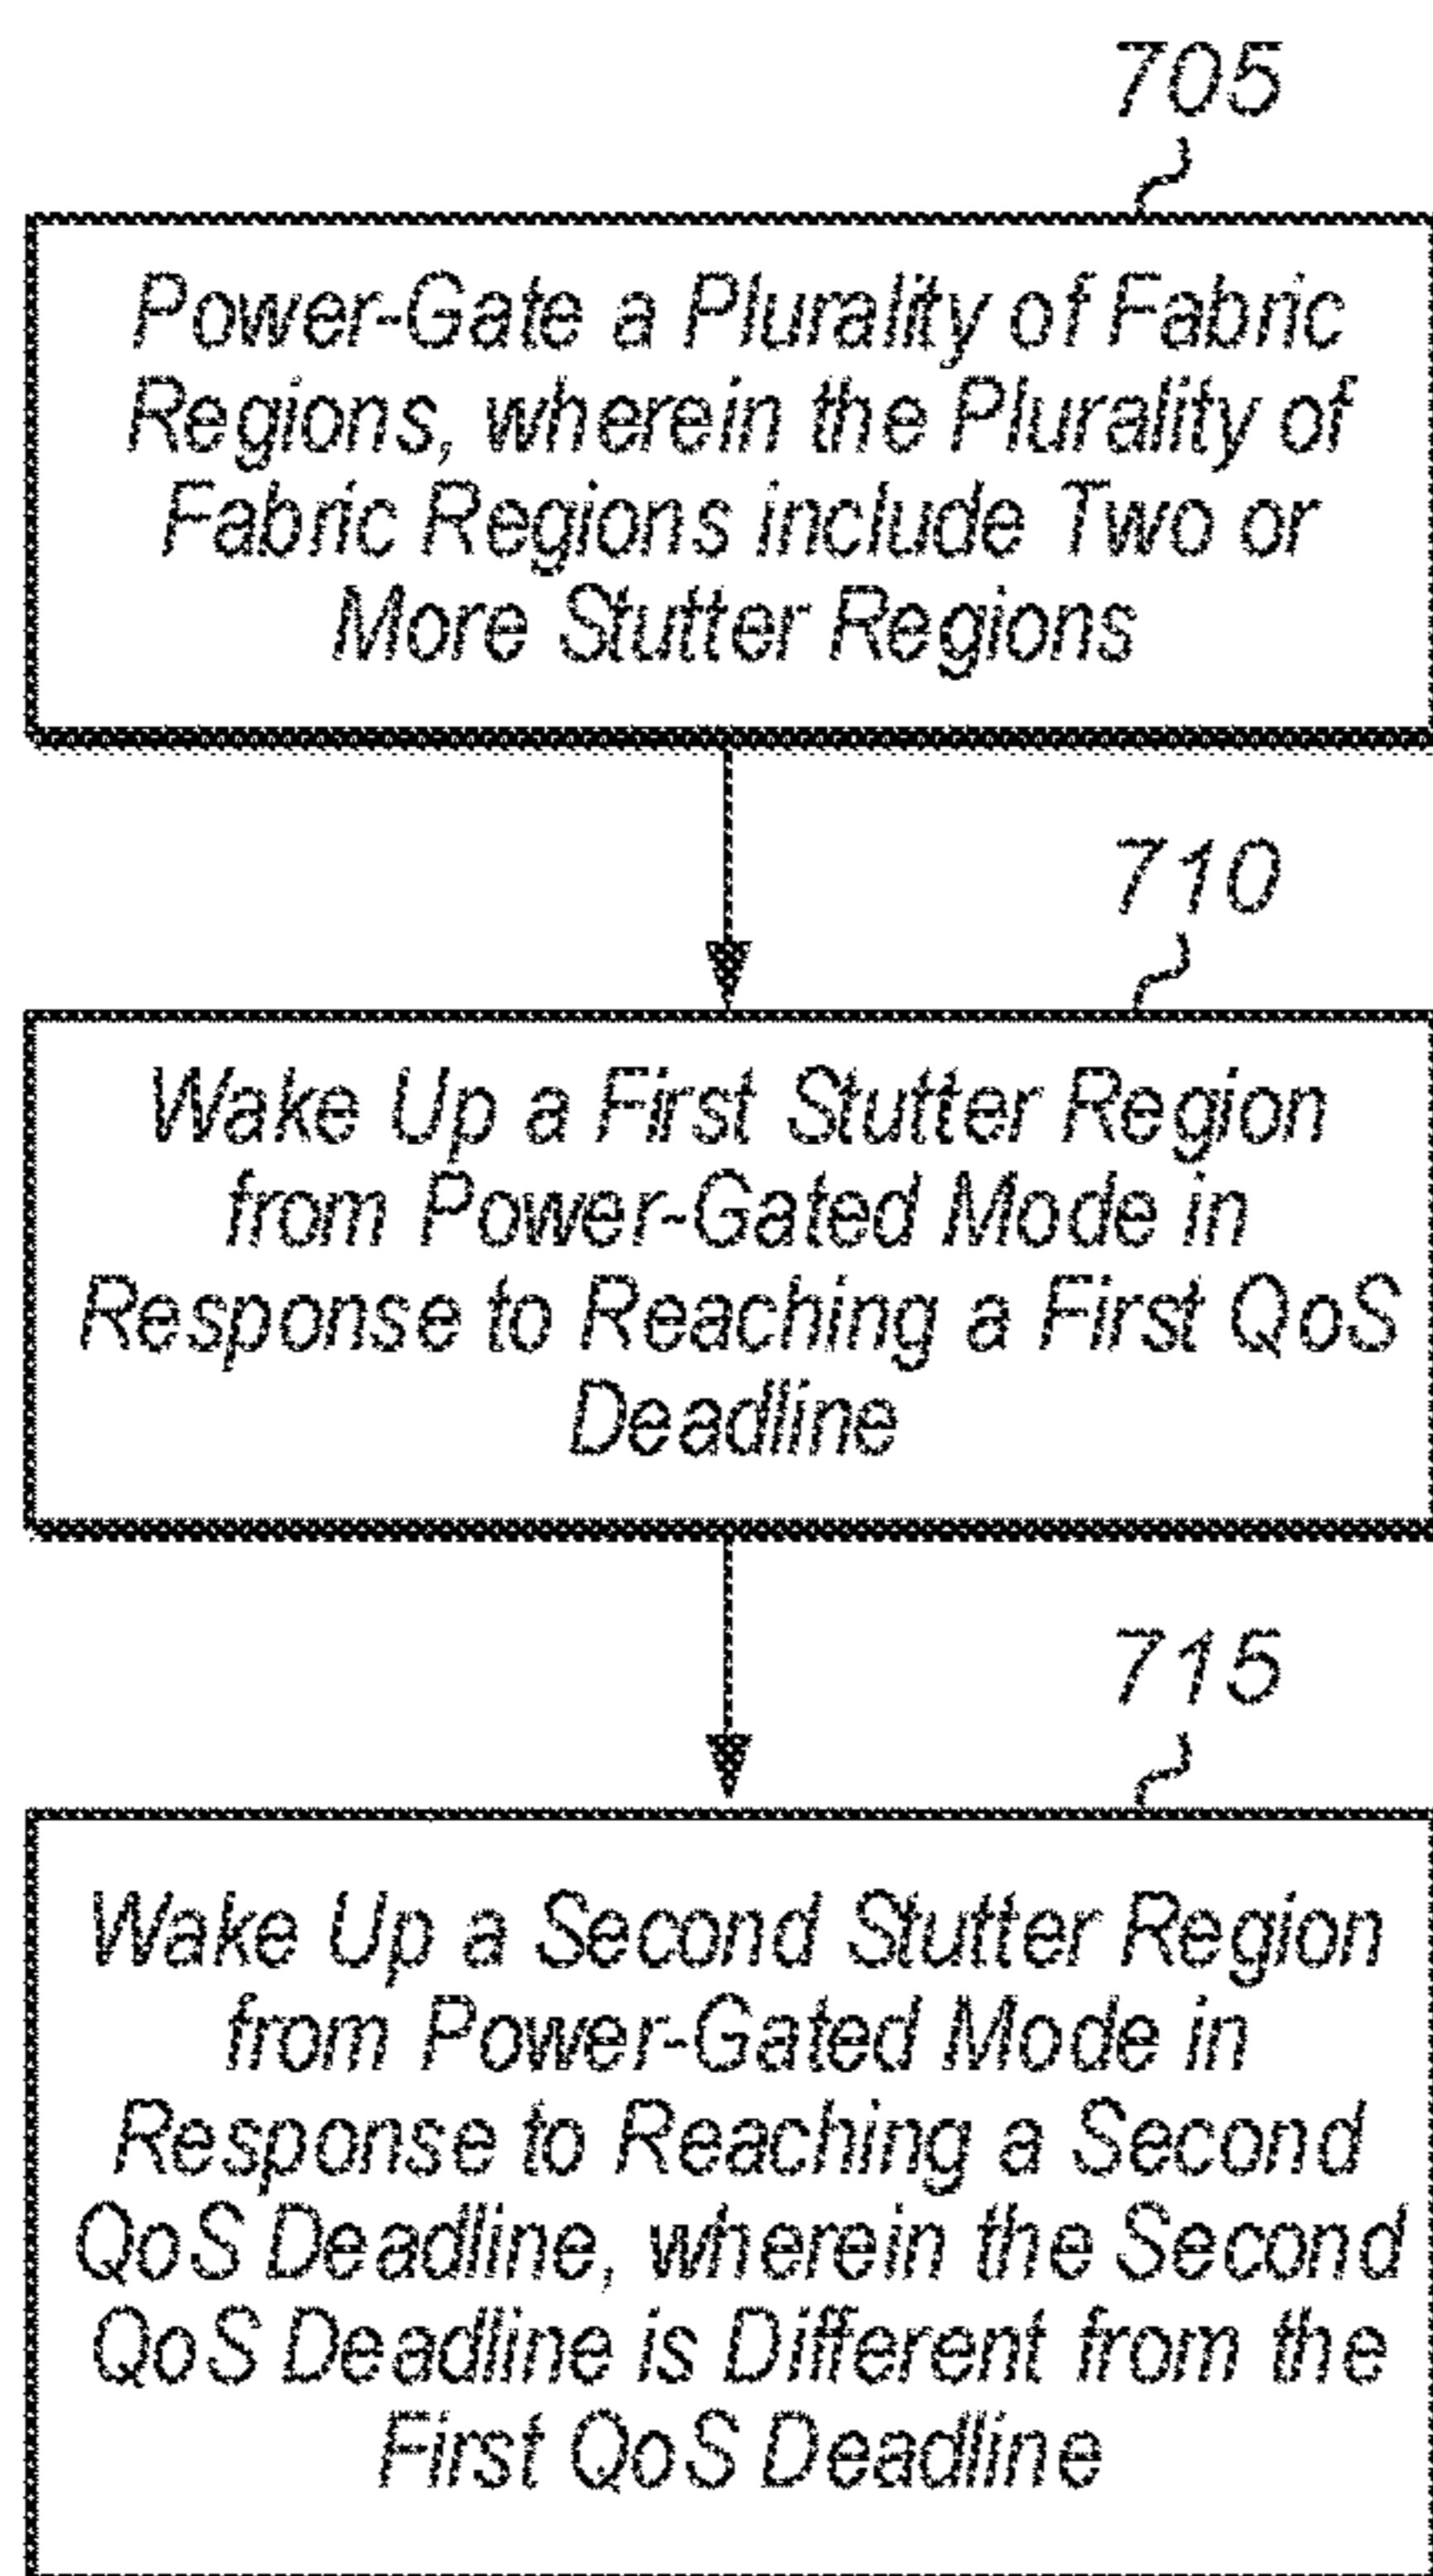 705
Power-Gate a Plurality of Fabric
Regions, wherein the Plurality of
Fabric Regions include Two or
More Stutter Regions
710
Wake Up a First Stutter Region
from Power-Gated Mode in
Response to Reaching a First QoS
Deadline
715
Wake Up a Second Stutter Region
from Power-Gated Mode in
Response to Reaching a Second
QoS Deadline, wherein the Second
QoS Deadline is Different from the
First QoS Deadline